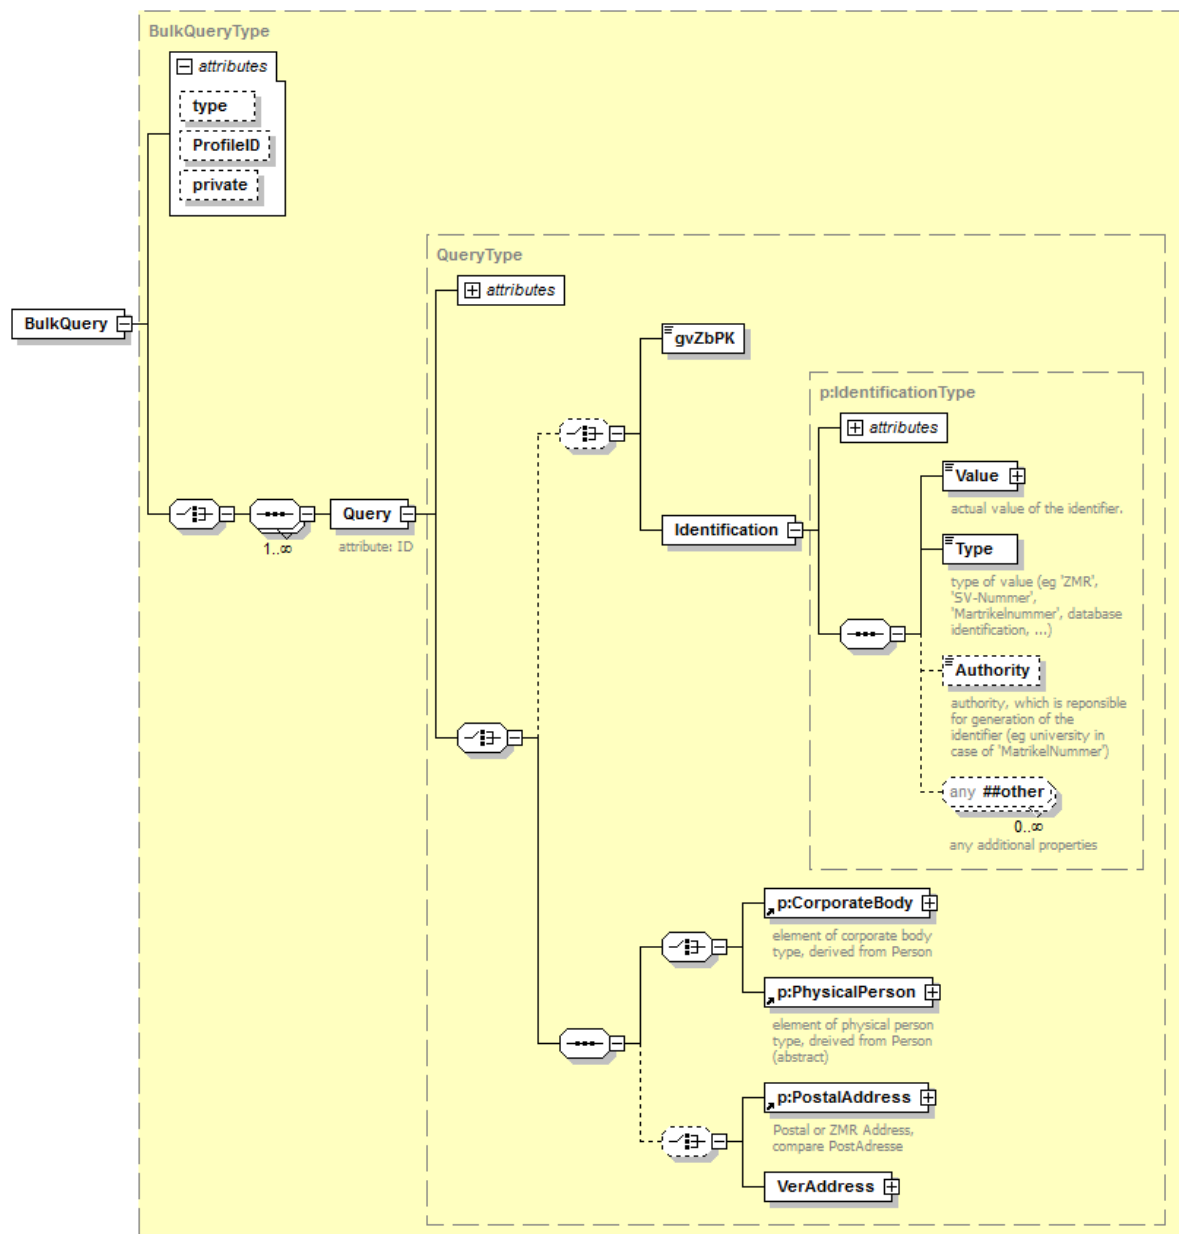 BulkQueryType
attributes
type
ProfileID
private
QueryType
attributes
BulkQuery
gvZbPK
p:IdentificationType
attributes
Value
actual value of the identifier.
Query
Identification
1..∞
attribute: ID
Type
type of value (eg 'ZMR',
'SV-Nummer',
'Martrikelnummer', database
identification, ...)
Authority
authority, which is reponsible
for generation of the
identifier (eg university in
case of 'MatrikelNummer')
any ##other
0..∞
any additional properties
p:CorporateBody
element of corporate body
type, derived from Person
p:PhysicalPerson
element of physical person
type, dreived from Person
(abstract)
p:PostalAddress
Postal or ZMR Address,
compare PostAdresse
VerAddress